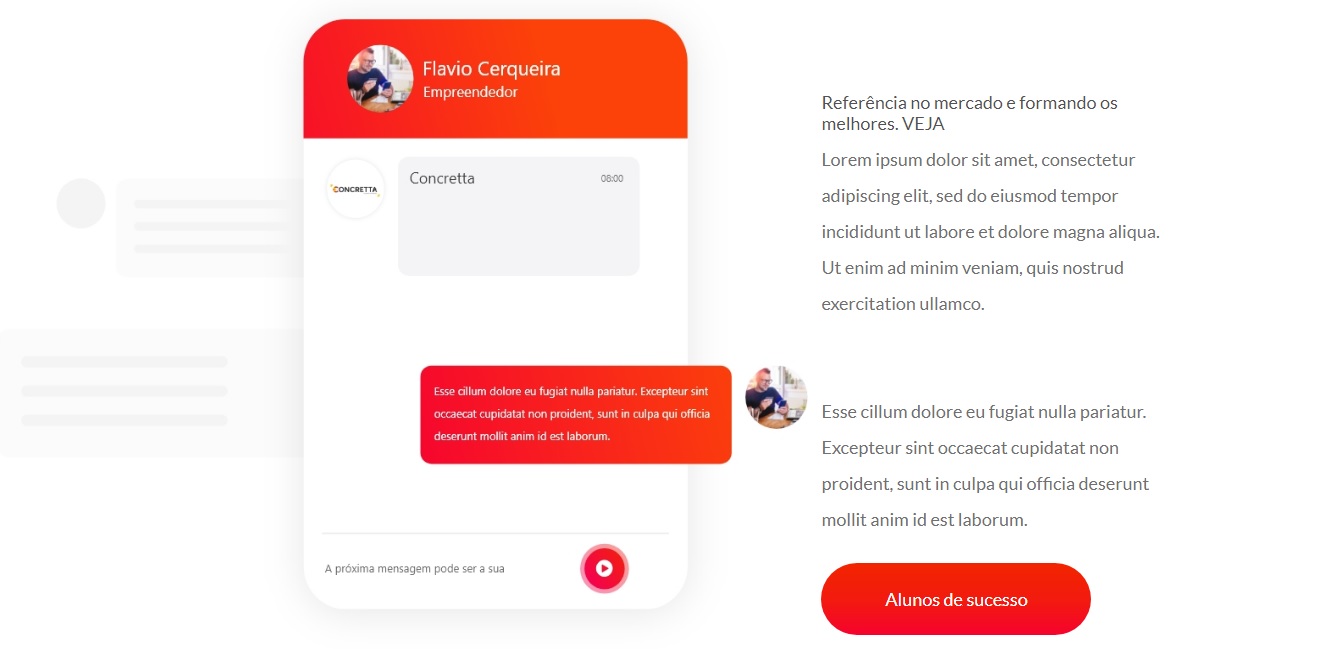 Flavio Cerqueira
Empreendedor
CONCRETTA
Concretta
08:00
Esse cillum dolore eu fugiat nulla pariatur. Excepteur sint
occaecat cupidatat non proident, sunt in culpa qui officia
deserunt mollit anim id est laborum.
A próxima mensagem pode ser a sua
Referência no mercado e formando os
melhores. VEJA
Lorem ipsum dolor sit amet, consectetur
adipiscing elit, sed do eiusmod tempor
incididunt ut labore et dolore magna aliqua.
Ut enim ad minim veniam, quis nostrud
exercitation ullamco.
Esse cillum dolore eu fugiat nulla pariatur.
Excepteur sint occaecat cupidatat non
proident, sunt in culpa qui officia deserunt
mollit anim id est laborum.
Alunos de sucesso